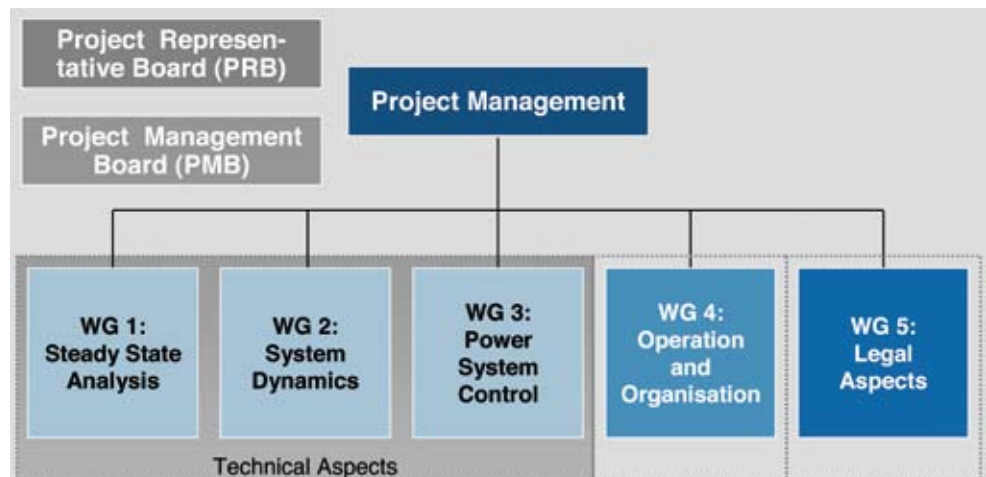 Project Represen-
tative Board (PRB)
Project Management
Project Management
Board (PMB)
WG 1:
Steady State
Analysis
WG 2:
System
Dynamics
WG 3:
Power
System
Control
WG 4:
Operation
and
Organisation
WG 5:
Legal
Aspects
Technical Aspects